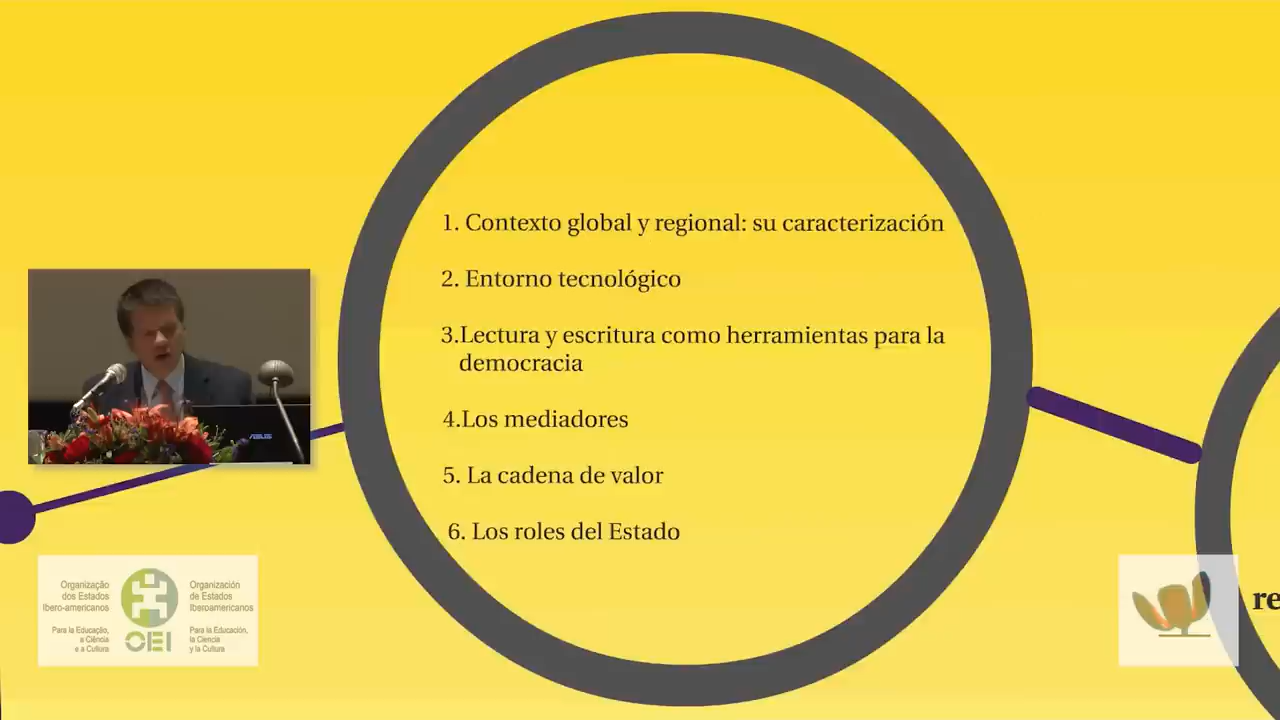 1. Contexto global y regional: su caracterización
2. Entorno tecnológico
3.Lectura y escritura como herramientas para la
democracia
4.Los mediadores
5. La cadena de valor
6. Los roles del Estado
ASUS
Organização
dos Estados
Ibero-americanos
Para la Educação,
a Ciência
e a Cultura
OEI
Organización
de Estados
Iberoamericanos
Para la Educación,
la Ciencia
y la Cultura
re